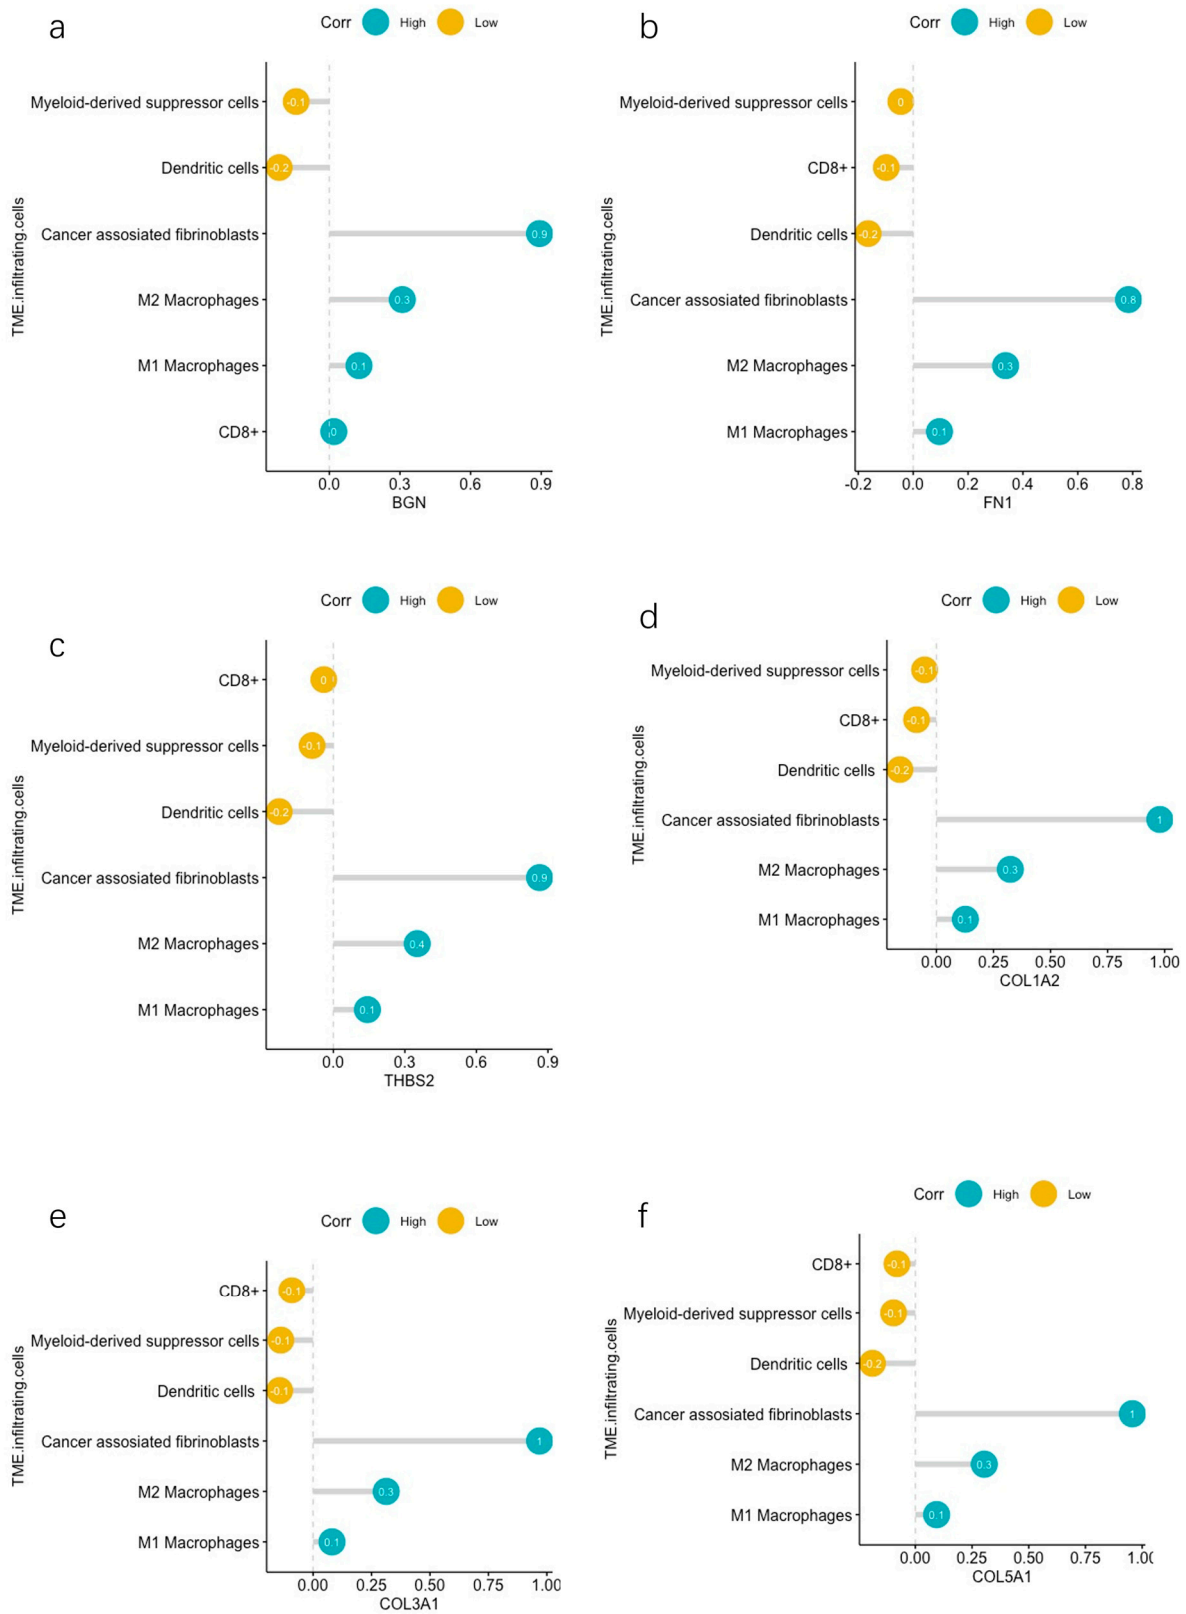 a
Corr High Low
Myeloid-derived suppressor cells -0.1
Dendritic cells -0.2
Cancer assosiated fibrinoblasts 0.9
M2 Macrophages 0.3
M1 Macrophages 0.1
CD8+ 0
TME.infiltrating.cells
0.0 0.3 0.6 0.9
BGN
b
Corr High Low
Myeloid-derived suppressor cells 0
CD8+ -0.1
Dendritic cells -0.2
Cancer assosiated fibrinoblasts 0.8
M2 Macrophages 0.3
M1 Macrophages 0.1
TME.infiltrating.cells
-0.2 0.0 0.2 0.4 0.6 0.8
FN1
c
Corr High Low
CD8+ 0
Myeloid-derived suppressor cells -0.1
Dendritic cells -0.2
Cancer assosiated fibrinoblasts 0.9
M2 Macrophages 0.4
M1 Macrophages 0.1
TME.infiltrating.cells
0.0 0.3 0.6 0.9
THBS2
d
Corr High Low
Myeloid-derived suppressor cells -0.1
CD8+ -0.1
Dendritic cells -0.2
Cancer assosiated fibrinoblasts 1
M2 Macrophages 0.3
M1 Macrophages 0.1
TME.infiltrating.cells
0.00 0.25 0.50 0.75 1.00
COL1A2
e
Corr High Low
CD8+ -0.1
Myeloid-derived suppressor cells -0.1
Dendritic cells -0.1
Cancer assosiated fibrinoblasts 1
M2 Macrophages 0.3
M1 Macrophages 0.1
TME.infiltrating.cells
0.00 0.25 0.50 0.75 1.00
COL3A1
f
Corr High Low
CD8+ -0.1
Myeloid-derived suppressor cells -0.1
Dendritic cells -0.2
Cancer assosiated fibrinoblasts 1
M2 Macrophages 0.3
M1 Macrophages 0.1
TME.infiltrating.cells
0.00 0.25 0.50 0.75 1.00
COL5A1